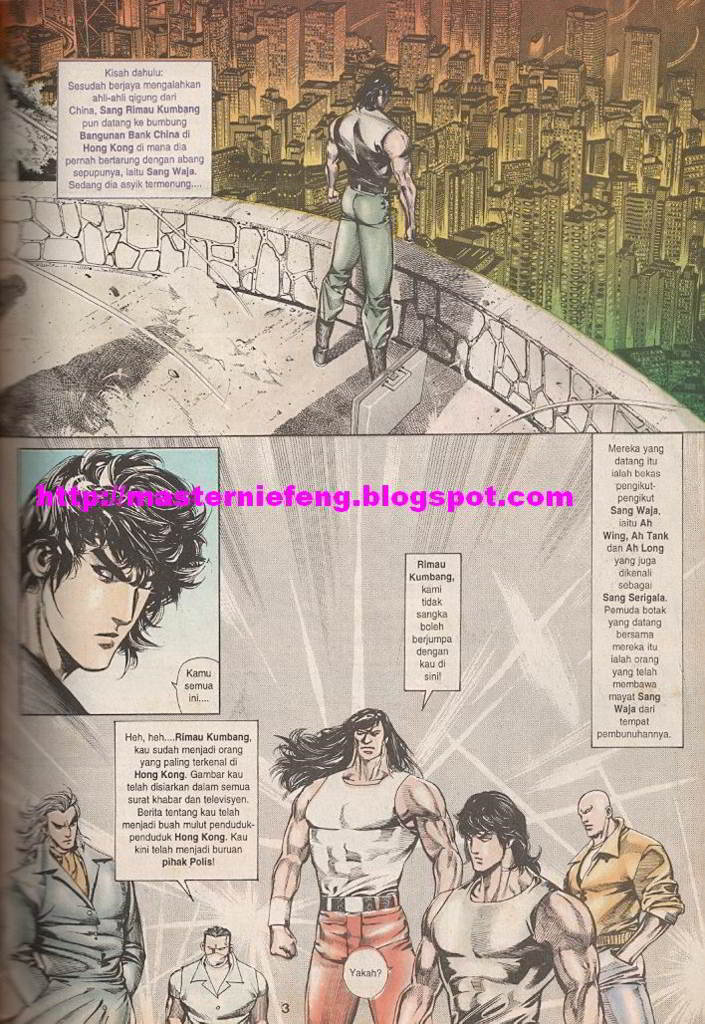 Kisah dahulu:
Sesudah berjaya mengalahkan
ahli-ahli qigung dari
China, Sang Rimau Kumbang
pun datang ke bumbung
Bangunan Bank China di
Hong Kong di mana dia
pernah bertarung dengan abang
sepupunya, iaitu Sang Waja.
Sedang dia asyik termenung....
http://masterniefeng.blogspot.com
Mereka yang
datang itu
ialah bekas
pengikut-
pengikut
Sang Waja,
iaitu Ah
Wing, Ah Tank
dan Ah Long
yang juga
dikenali
sebagai
Sang Serigala.
Pemuda botak
yang datang
bersama
mereka itu
ialah orang
yang telah
membawa
mayat Sang
Waja dari
tempat
pembunuhannya.
Kamu
semua
ini....
Rimau
Kumbang,
kami
tidak
sangka
boleh
berjumpa
dengan
kau di
sini!
Heh, heh....Rimau Kumbang,
kau sudah menjadi orang
yang paling terkenal di
Hong Kong. Gambar kau
telah disiarkan dalam semua
surat khabar dan televisyen.
Berita tentang kau telah
menjadi buah mulut penduduk-
penduduk Hong Kong. Kau
kini telah menjadi buruan
pihak Polis!
Yakah?
3